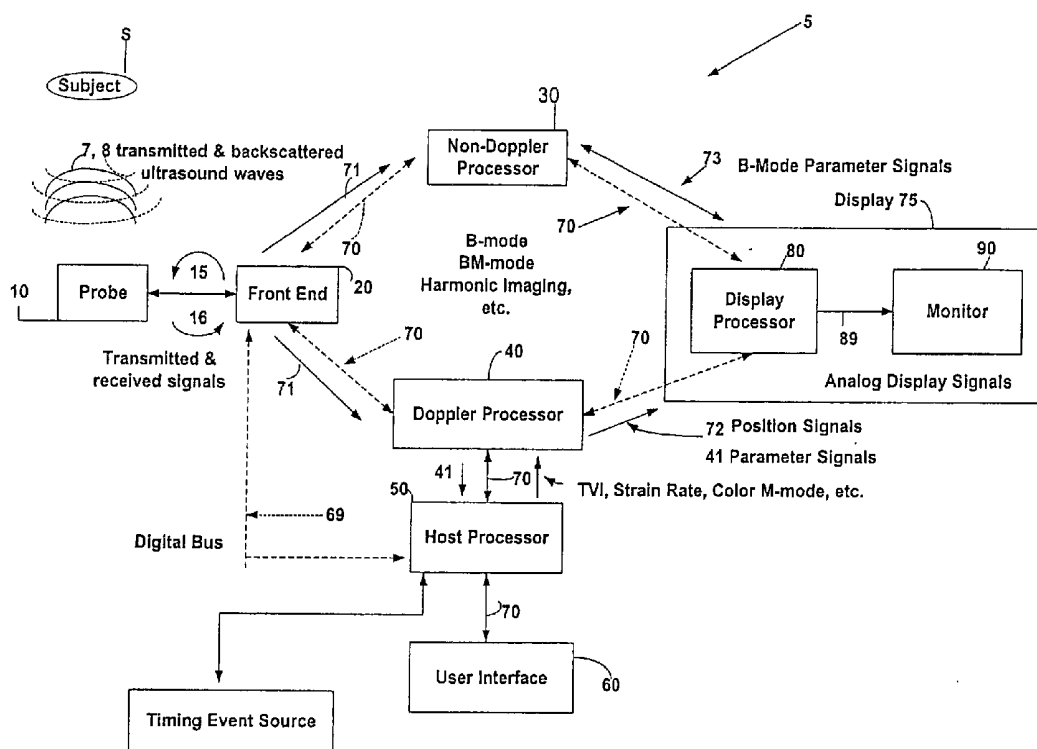 S
5
Subject
30
7, 8 transmitted & backscattered
ultrasound waves
71
Non-Doppler
Processor
73
B-Mode Parameter Signals
70
70
Display 75
B-mode
BM-mode
Harmonic Imaging,
etc.
10
Probe
15
16
Front End
20
80
90
Display
Processor
89
Monitor
Transmitted &
received signals
70
71
40
70
Analog Display Signals
Doppler Processor
72 Position Signals
41 Parameter Signals
41
70
TVI, Strain Rate, Color M-mode, etc.
50
69
Digital Bus
Host Processor
70
User Interface
60
Timing Event Source